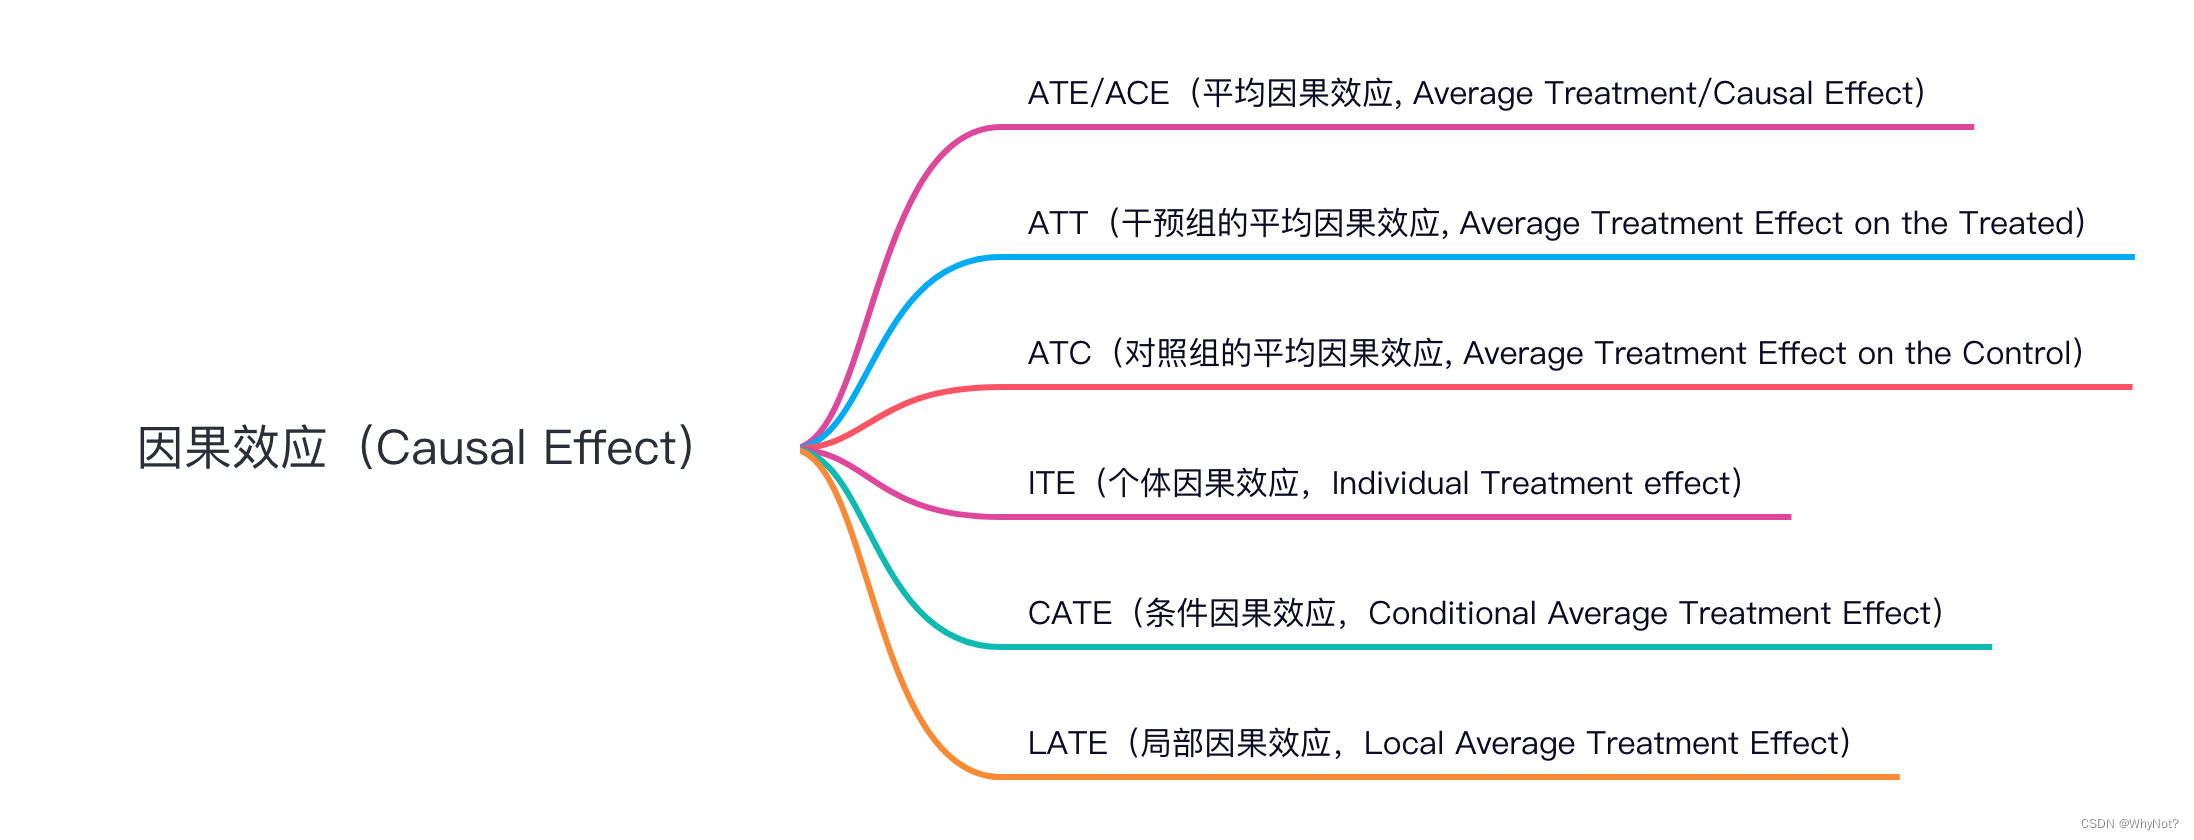 ATE/ACE（平均因果效应, Average Treatment/Causal Effect）
ATT（干预组的平均因果效应, Average Treatment Effect on the Treated）
ATC（对照组的平均因果效应, Average Treatment Effect on the Control）
因果效应（Causal Effect）
ITE（个体因果效应，Individual Treatment effect）
CATE（条件因果效应，Conditional Average Treatment Effect）
LATE（局部因果效应，Local Average Treatment Effect）
CSDN @WhyNot?